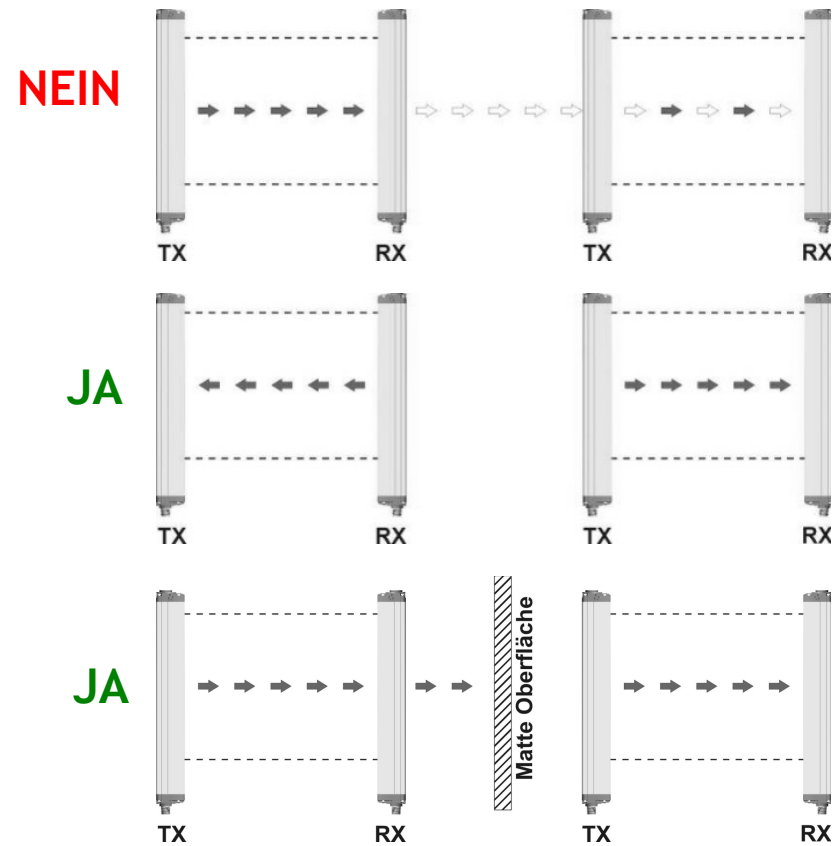 NEIN
TX RX TX RX
JA
TX RX TX RX
JA
Matte Oberfläche
TX RX TX RX